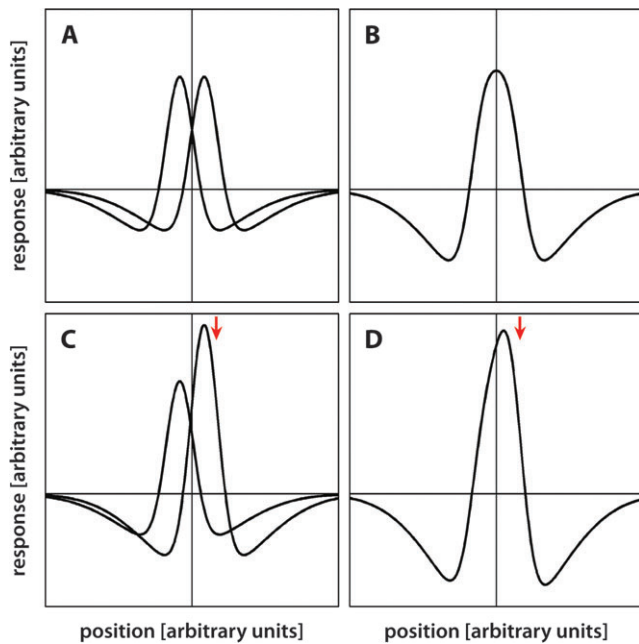 A
B
response [arbitrary units]
C
D
response [arbitrary units]
position [arbitrary units]
position [arbitrary units]